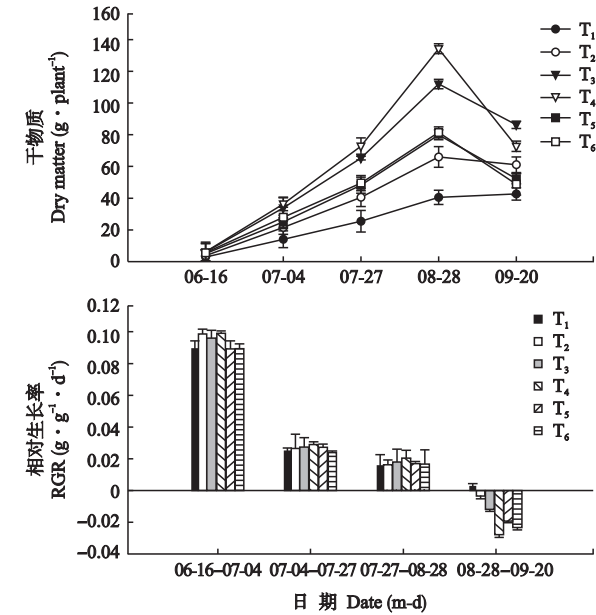 160
140
120
100
80
60
40
20
0
干物质
Dry matter (g·plant⁻¹)
T₁
T₂
T₃
T₄
T₅
T₆
06-16 07-04 07-27 08-28 09-20
0.12
0.10
0.08
0.06
0.04
0.02
0
−0.02
−0.04
相对生长率
RGR (g·g⁻¹·d⁻¹)
T₁
T₂
T₃
T₄
T₅
T₆
06-16–07-04 07-04–07-27 07-27–08-28 08-28–09-20
日 期 Date (m-d)